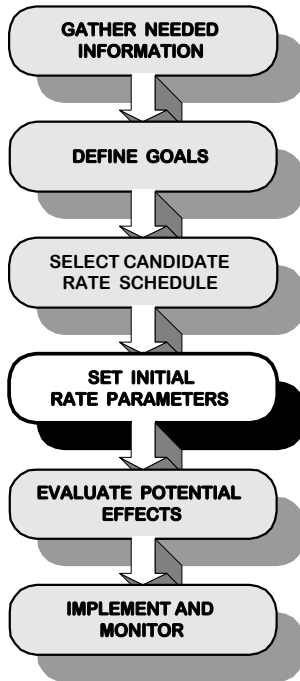 GATHER NEEDED
INFORMATION
DEFINE GOALS
SELECT CANDIDATE
RATE SCHEDULE
SET INITIAL
RATE PARAMETERS
EVALUATE POTENTIAL
EFFECTS
IMPLEMENT AND
MONITOR